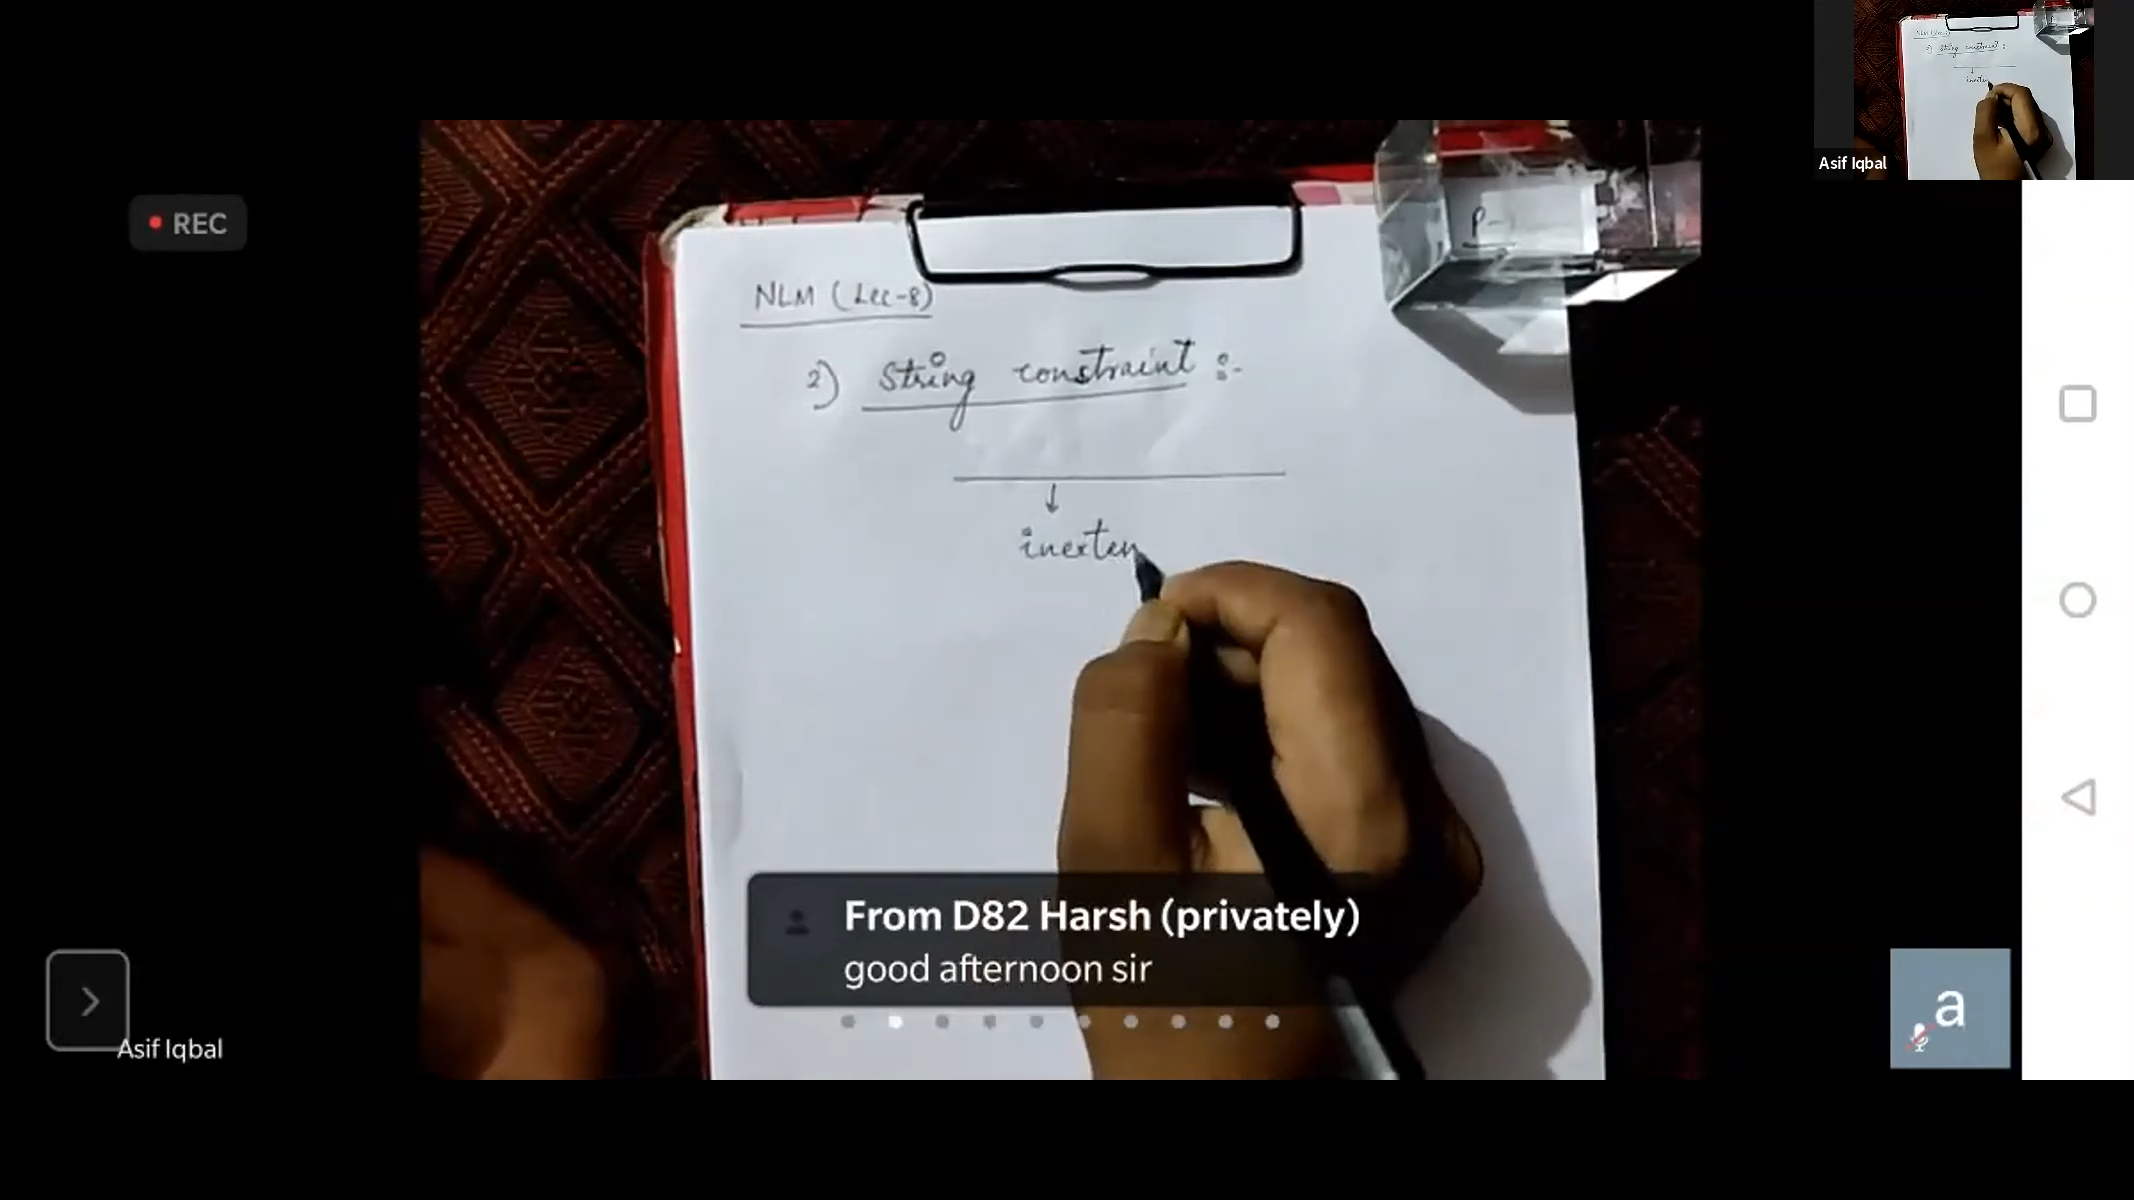 Asif Iqbal
REC
P-
NLM (Lec-8)
2) String constraint :-
↓
inexten
From D82 Harsh (privately)
good afternoon sir
Asif Iqbal
a